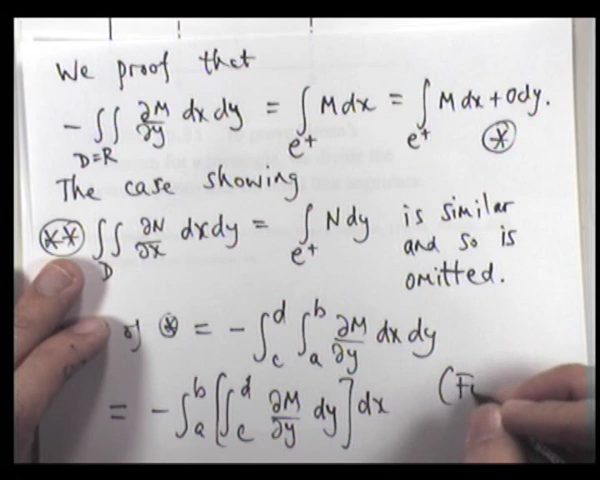 We proof that
- ∬ ∂M/∂y dx dy = ∫ M dx = ∫ M dx + 0 dy.
D=R e+ e+ ⊛
The case showing
(**) ∬ ∂N/∂x dx dy = ∫ N dy is similar
D e+ and so is
omitted.
of ⊛ = - ∫_c^d ∫_a^b ∂M/∂y dx dy
= - ∫_a^b [ ∫_c^d ∂M/∂y dy ] dx (F